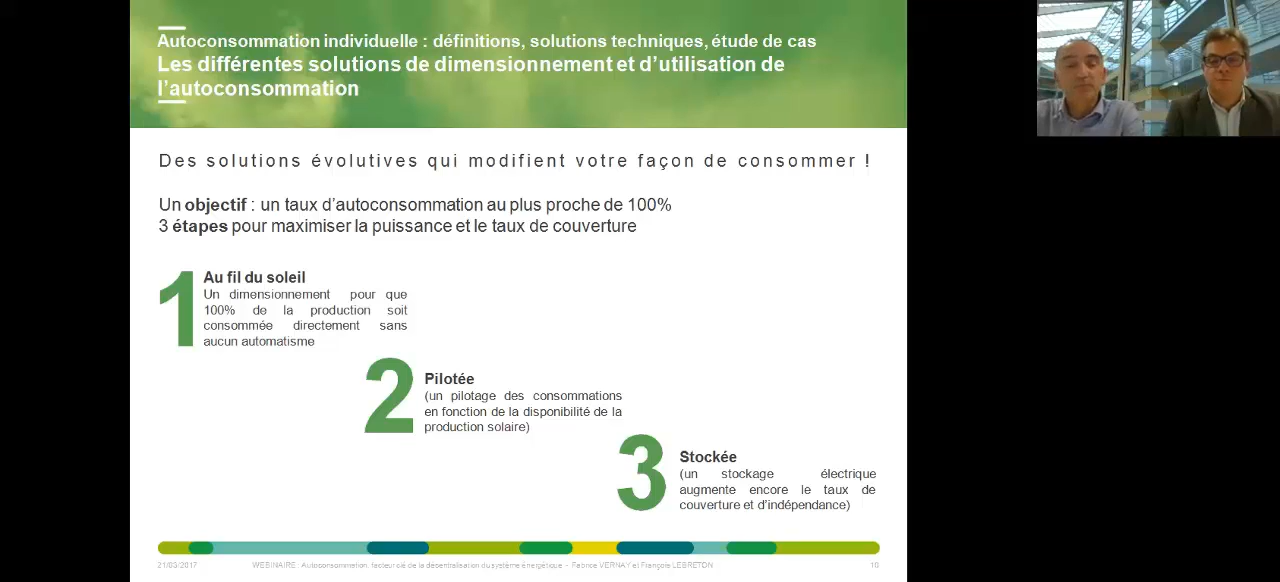 Autoconsommation individuelle : définitions, solutions techniques, étude de cas
Les différentes solutions de dimensionnement et d’utilisation de
l’autoconsommation
Des solutions évolutives qui modifient votre façon de consommer !
Un objectif : un taux d’autoconsommation au plus proche de 100%
3 étapes pour maximiser la puissance et le taux de couverture
1
Au fil du soleil
Un dimensionnement pour que
100% de la production soit
consommée directement sans
aucun automatisme
2
Pilotée
(un pilotage des consommations
en fonction de la disponibilité de la
production solaire)
3
Stockée
(un stockage électrique
augmente encore le taux de
couverture et d’indépendance)
21/03/2017 WEBINAIRE : Autoconsommation, facteur clé de la décentralisation du système énergétique - Fabrice VERNAY et François LEBRETON 10